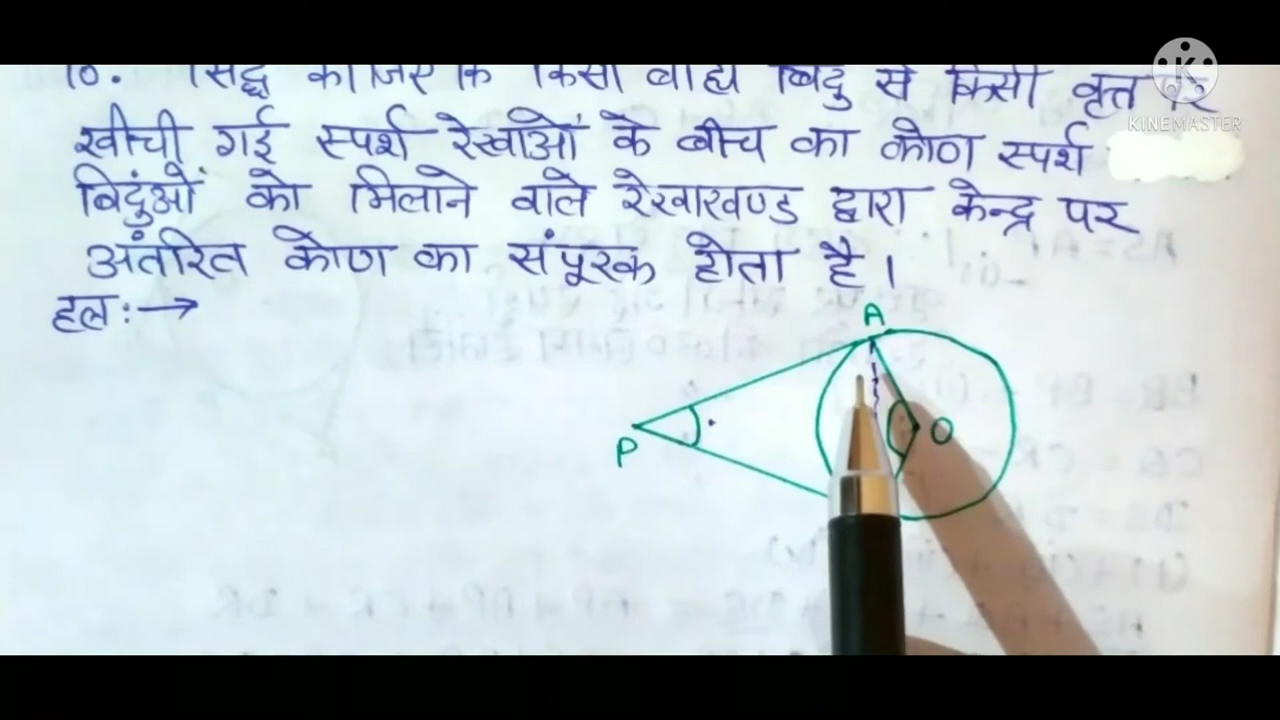 10. सिद्ध कीजिए कि किसी बाह्य बिंदु से किसी वृत्त पर
खींची गई स्पर्श रेखाओं के बीच का कोण स्पर्श
बिदुंओं को मिलाने वाले रेखाखण्ड द्वारा केन्द्र पर
अंतरित कोण का संपूरक होता है।
हल:→
A
P
O
K
KINEMASTER